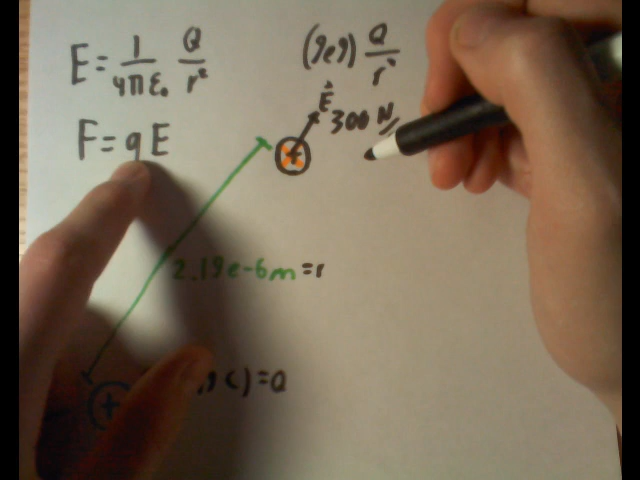 E = 1/4πε₀ Q/r²
(9e9) Q/r²
F = qE
E⃗
300 N/
2.19e-6m = r
C) = Q
+